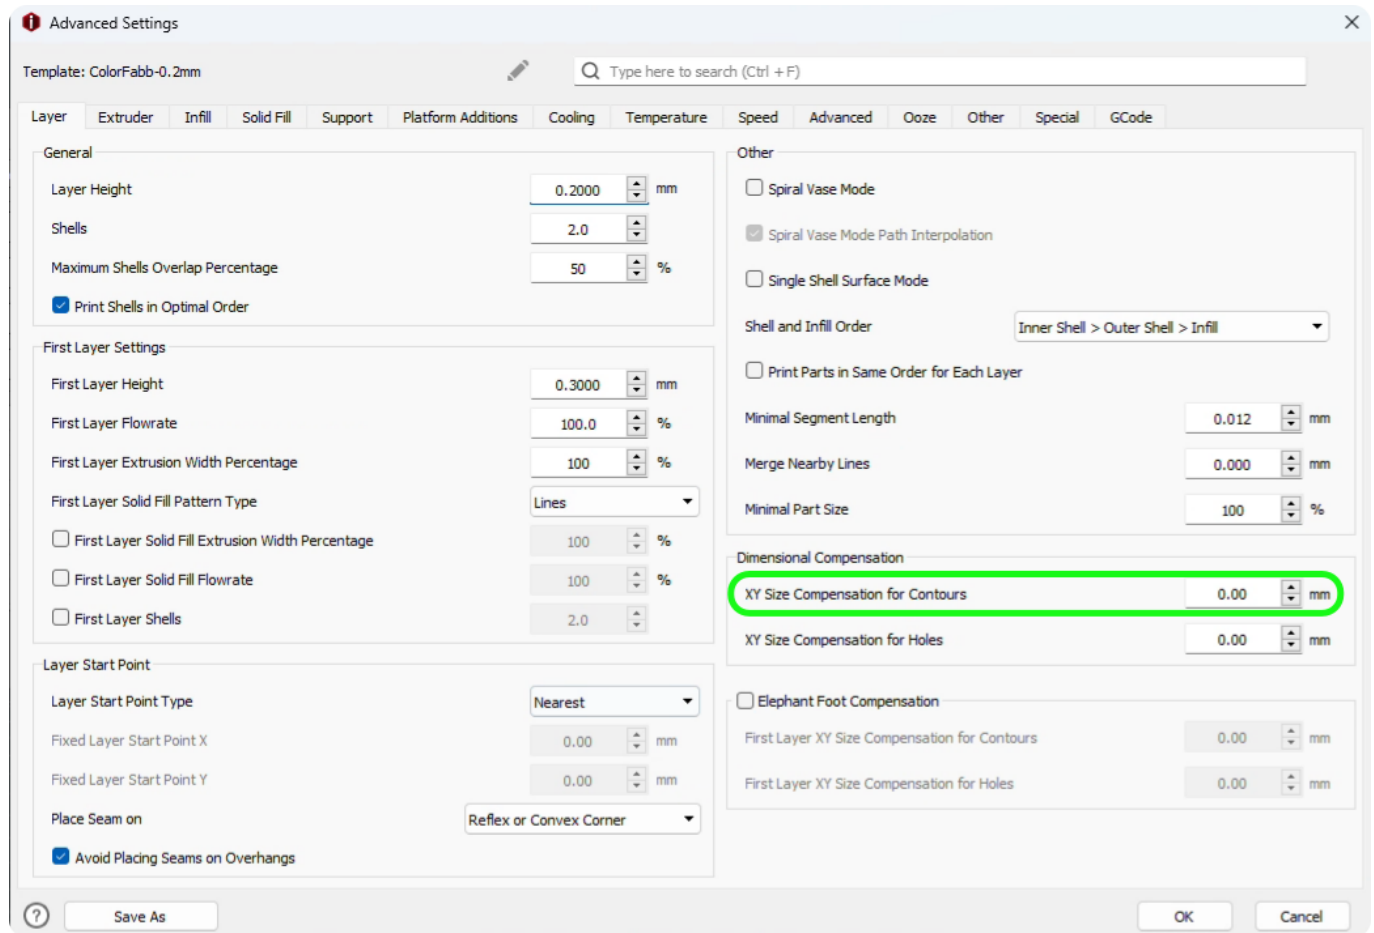 Advanced Settings
Template: ColorFabb-0.2mm
Type here to search (Ctrl + F)
Layer Extruder Infill Solid Fill Support Platform Additions Cooling Temperature Speed Advanced Ooze Other Special GCode
General
Layer Height 0.2000 mm
Shells 2.0
Maximum Shells Overlap Percentage 50 %
Print Shells in Optimal Order
First Layer Settings
First Layer Height 0.3000 mm
First Layer Flowrate 100.0 %
First Layer Extrusion Width Percentage 100 %
First Layer Solid Fill Pattern Type Lines
First Layer Solid Fill Extrusion Width Percentage 100 %
First Layer Solid Fill Flowrate 100 %
First Layer Shells 2.0
Layer Start Point
Layer Start Point Type Nearest
Fixed Layer Start Point X 0.00 mm
Fixed Layer Start Point Y 0.00 mm
Place Seam on Reflex or Convex Corner
Avoid Placing Seams on Overhangs
Other
Spiral Vase Mode
Spiral Vase Mode Path Interpolation
Single Shell Surface Mode
Shell and Infill Order Inner Shell > Outer Shell > Infill
Print Parts in Same Order for Each Layer
Minimal Segment Length 0.012 mm
Merge Nearby Lines 0.000 mm
Minimal Part Size 100 %
Dimensional Compensation
XY Size Compensation for Contours 0.00 mm
XY Size Compensation for Holes 0.00 mm
Elephant Foot Compensation
First Layer XY Size Compensation for Contours 0.00 mm
First Layer XY Size Compensation for Holes 0.00 mm
? Save As OK Cancel